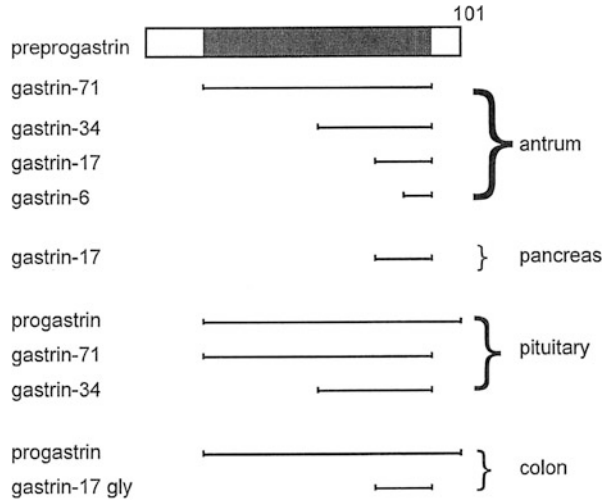 101
preprogastrin
gastrin-71
gastrin-34
antrum
gastrin-17
gastrin-6
gastrin-17
pancreas
progastrin
gastrin-71
pituitary
gastrin-34
progastrin
colon
gastrin-17 gly